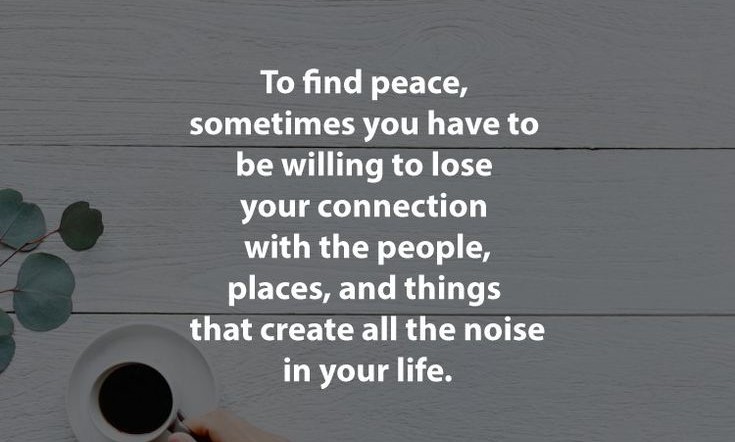 To find peace,
sometimes you have to
be willing to lose
your connection
with the people,
places, and things
that create all the noise
in your life.